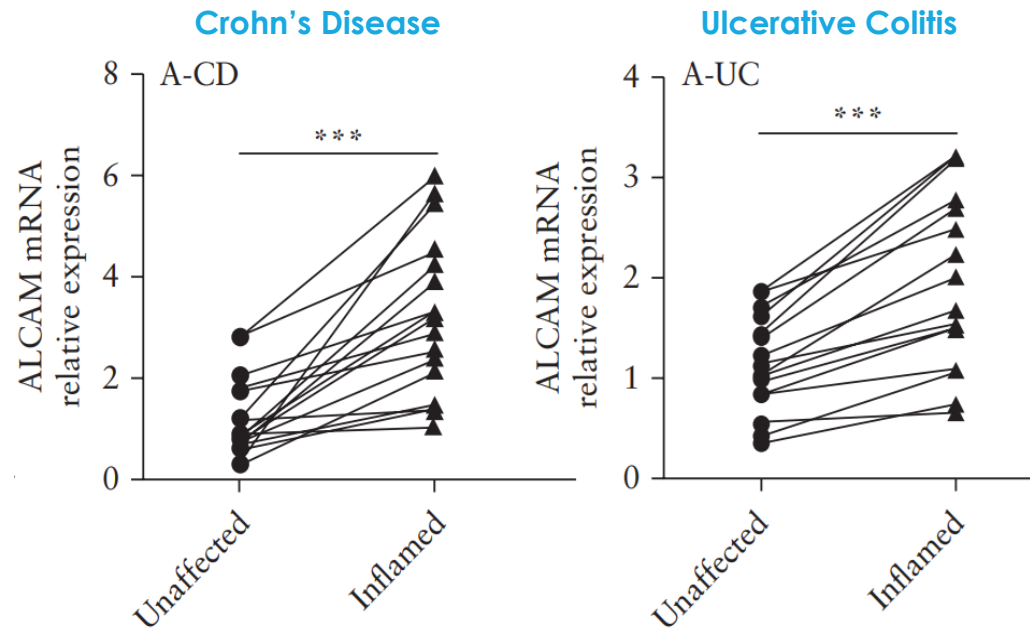 Crohn's Disease
A-CD
***
ALCAM mRNA
relative expression
8
6
4
2
0
Unaffected
Inflamed
Ulcerative Colitis
A-UC
***
ALCAM mRNA
relative expression
4
3
2
1
0
Unaffected
Inflamed